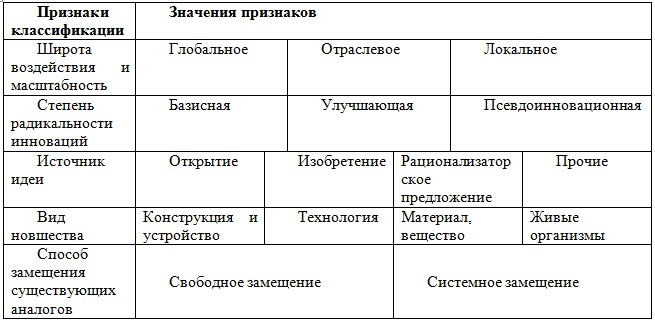 Признаки классификации
Значения признаков
Широта воздействия и масштабность
Глобальное
Отраслевое
Локальное
Степень радикальности инноваций
Базисная
Улучшающая
Псевдоинновационная
Источник идеи
Открытие
Изобретение
Рационализатор
ское
предложение
Прочие
Вид новшества
Конструкция и устройство
Технология
Материал, вещество
Живые организмы
Способ замещения существующих аналогов
Свободное замещение
Системное замещение